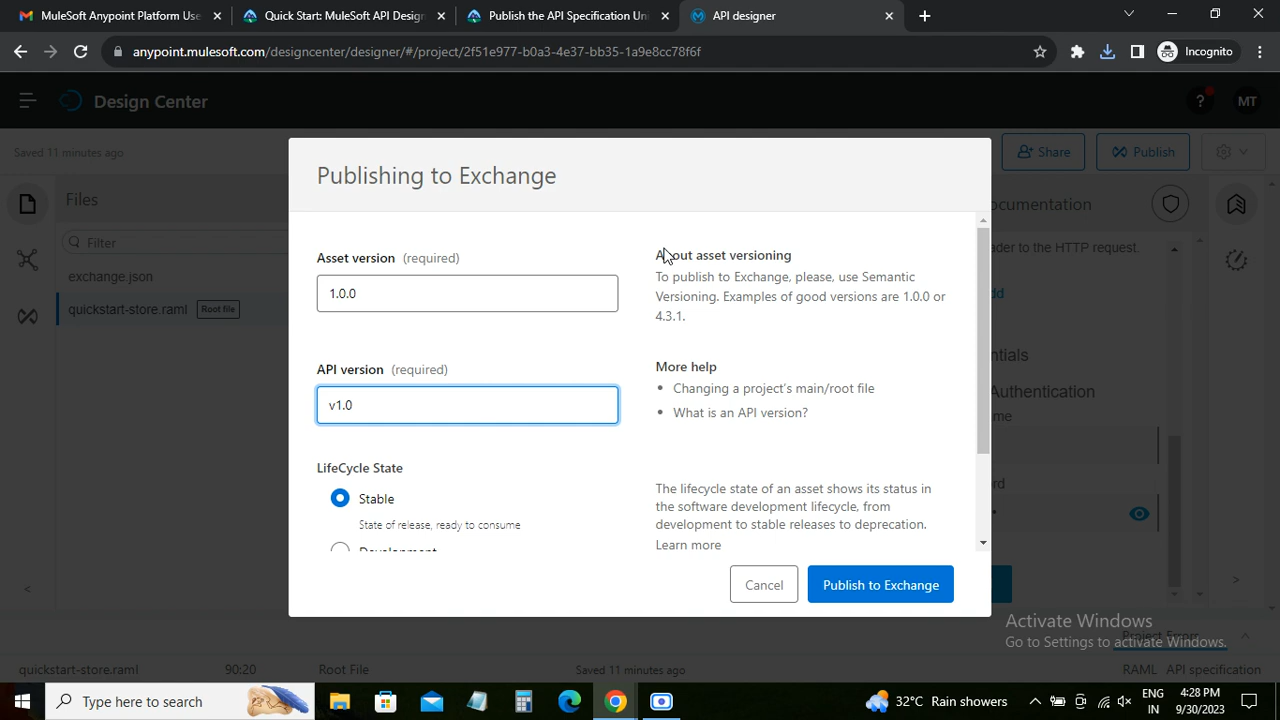 MuleSoft Anypoint Platform Use
Quick Start: MuleSoft API Design
Publish the API Specification Un
API designer
anypoint.mulesoft.com/designcenter/designer/#/project/2f51e977-b0a3-4e37-bb35-1a9e8cc78f6f
Incognito
Design Center
? MT
Saved 11 minutes ago
Share
Publish
Files
Filter
exchange.json
quickstart-store.raml Root file
Publishing to Exchange
Asset version (required)
1.0.0
API version (required)
v1.0
LifeCycle State
Stable
State of release, ready to consume
Development
About asset versioning
To publish to Exchange, please, use Semantic
Versioning. Examples of good versions are 1.0.0 or
4.3.1.
More help
• Changing a project's main/root file
• What is an API version?
The lifecycle state of an asset shows its status in
the software development lifecycle, from
development to stable releases to deprecation.
Learn more
Cancel
Publish to Exchange
ocumentation
ader to the HTTP request.
dd
ntials
Authentication
me
rd
Activate Windows
Go to Settings to activate Windows.
Project Errors
quickstart-store.raml
90:20
Root File
Saved 11 minutes ago
RAML API specification
Type here to search
32°C Rain showers
ENG
IN
4:28 PM
9/30/2023